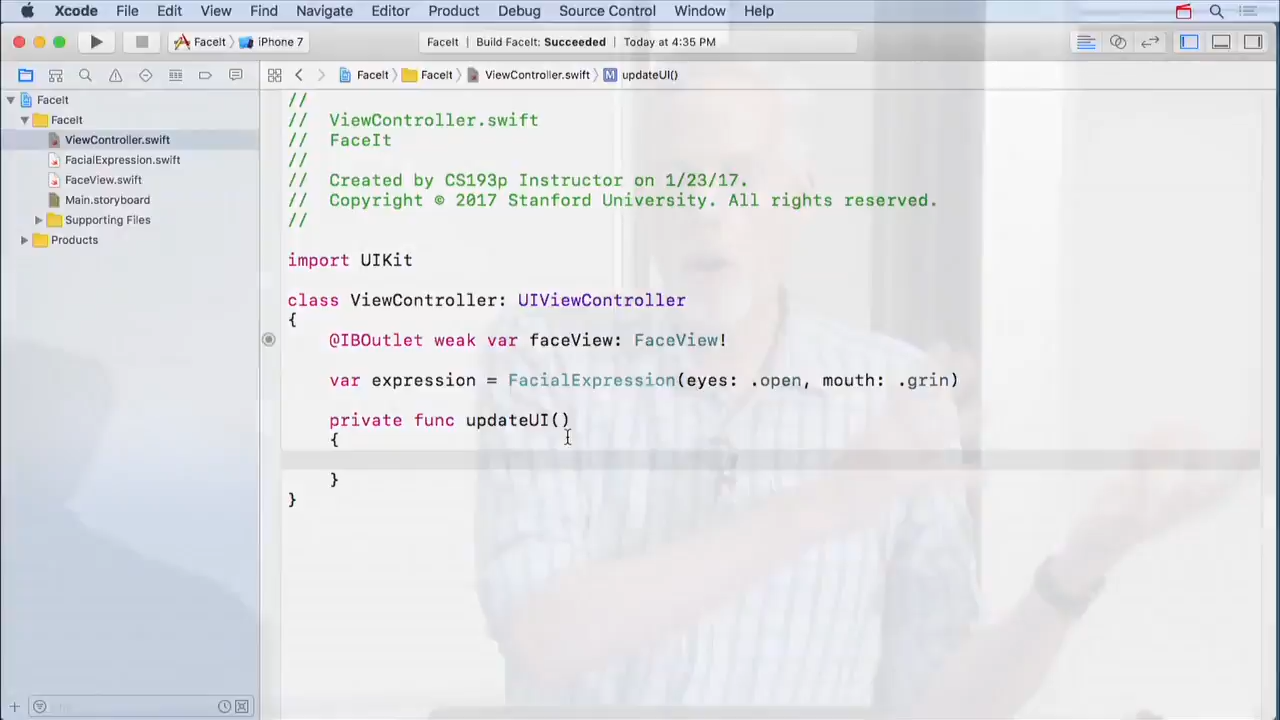 Xcode File Edit View Find Navigate Editor Product Debug Source Control Window Help
FaceIt iPhone 7 FaceIt Build FaceIt: Succeeded Today at 4:35 PM
FaceIt FaceIt ViewController.swift M updateUI()
FaceIt
FaceIt
ViewController.swift
FacialExpression.swift
FaceView.swift
Main.storyboard
Supporting Files
Products
//
// ViewController.swift
// FaceIt
//
// Created by CS193p Instructor on 1/23/17.
// Copyright © 2017 Stanford University. All rights reserved.
//
import UIKit
class ViewController: UIViewController
{
@IBOutlet weak var faceView: FaceView!
var expression = FacialExpression(eyes: .open, mouth: .grin)
private func updateUI()
{
}
}